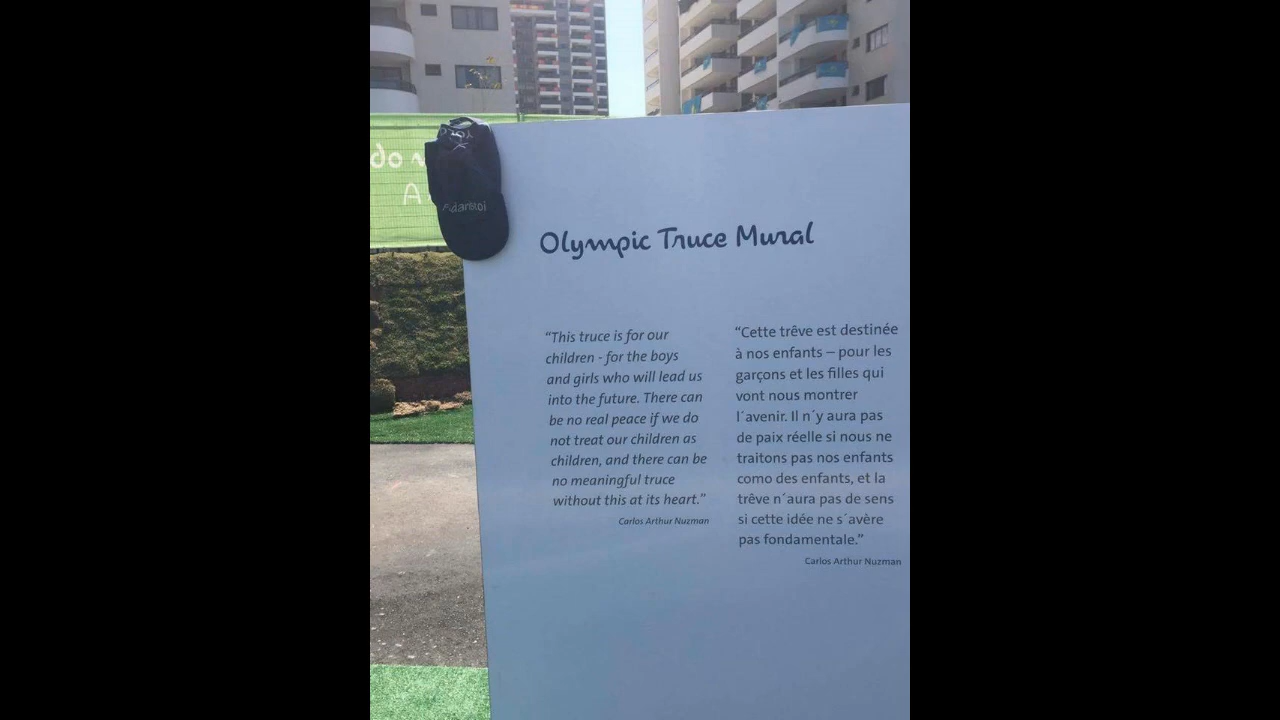 do
A
Olympic Truce Mural
“This truce is for our
children - for the boys
and girls who will lead us
into the future. There can
be no real peace if we do
not treat our children as
children, and there can be
no meaningful truce
without this at its heart.”
Carlos Arthur Nuzman
“Cette trêve est destinée
à nos enfants – pour les
garçons et les filles qui
vont nous montrer
l´avenir. Il n´y aura pas
de paix réelle si nous ne
traitons pas nos enfants
como des enfants, et la
trêve n´aura pas de sens
si cette idée ne s´avère
pas fondamentale.”
Carlos Arthur Nuzman